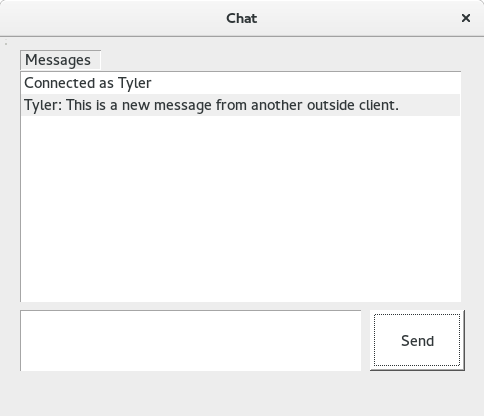 Chat
Messages
Connected as Tyler
Tyler: This is a new message from another outside client.
Send